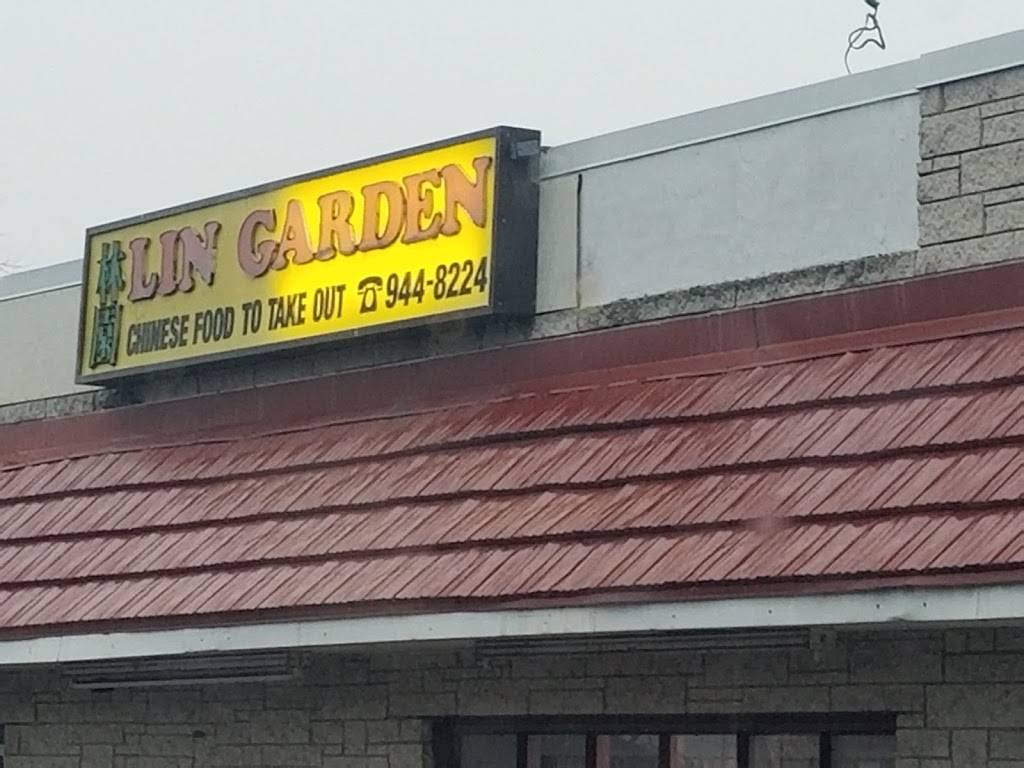 林園
LIN GARDEN
CHINESE FOOD TO TAKE OUT ☎944-8224